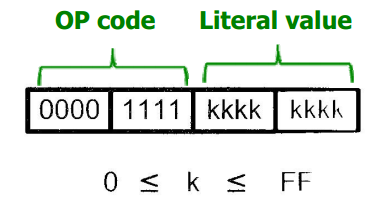 OP code Literal value
0000 1111 kkkk kkkk
0 ≤ k ≤ FF